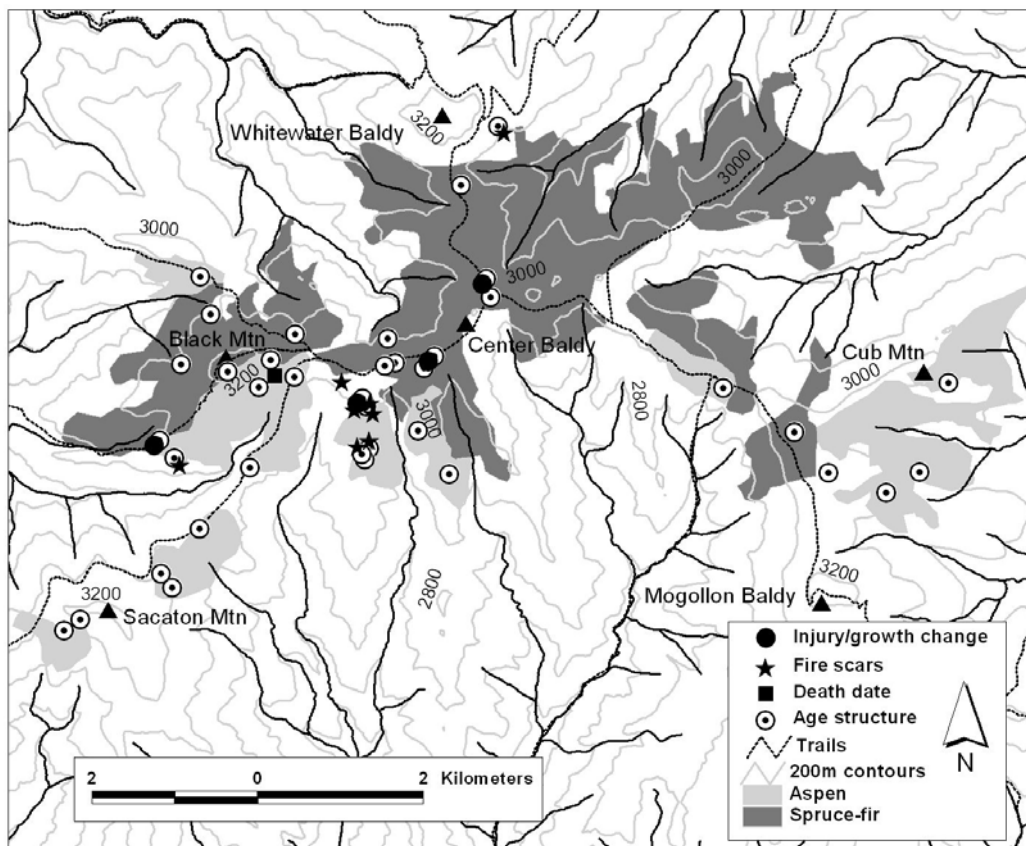 3200
Whitewater Baldy
3000
3000
3000
Black Mtn
Center Baldy
3200
Cub Mtn
3000
2800
3000
2800
3200
Mogollon Baldy
3200
Sacaton Mtn
Injury/growth change
Fire scars
Death date
Age structure
Trails
200m contours
Aspen
Spruce-fir
N
2 0 2 Kilometers